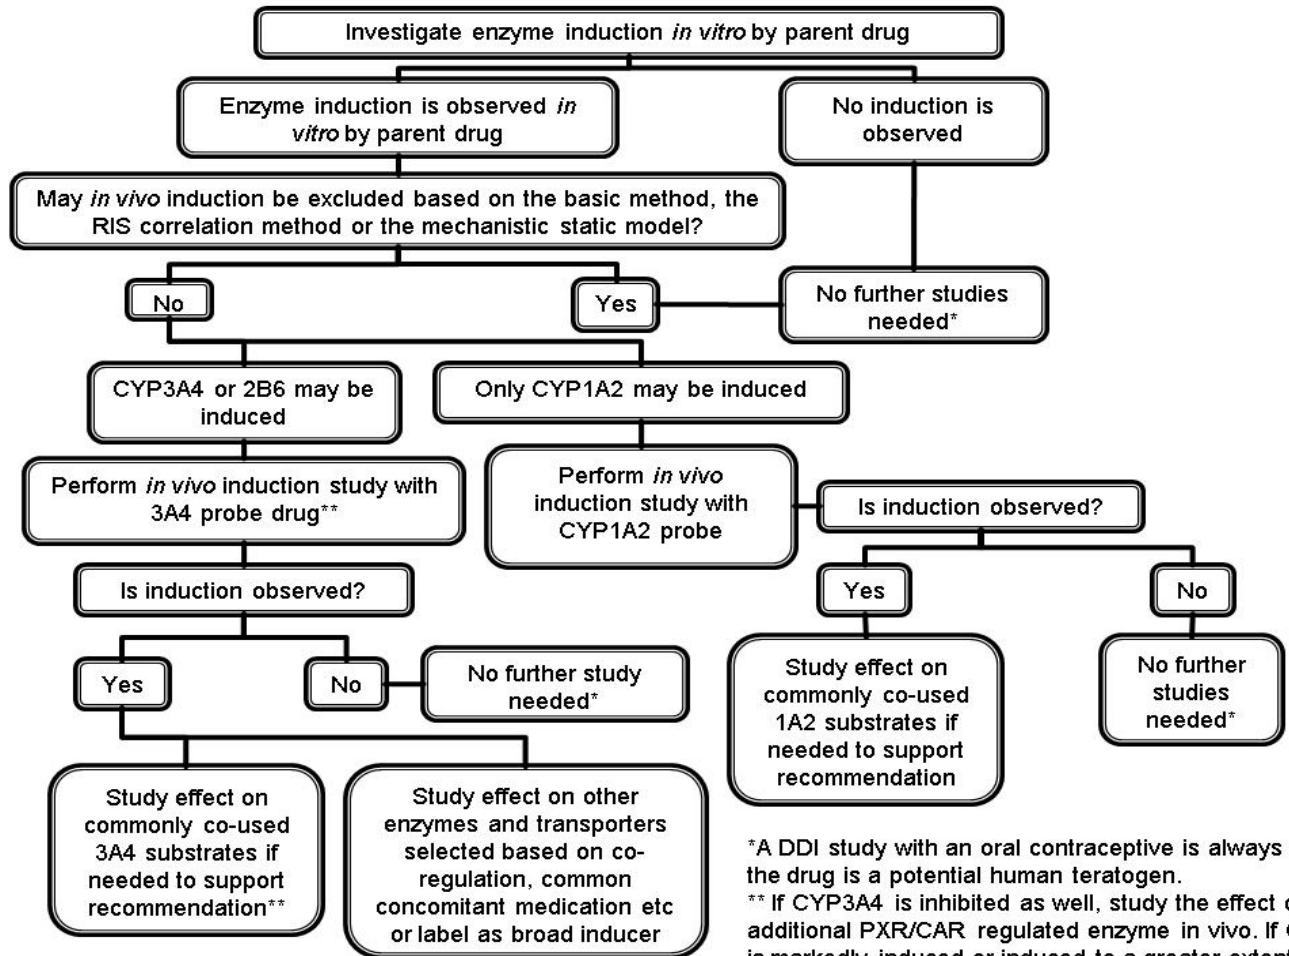 Investigate enzyme induction in vitro by parent drug
Enzyme induction is observed in
vitro by parent drug
No induction is
observed
May in vivo induction be excluded based on the basic method, the
RIS correlation method or the mechanistic static model?
No
Yes
No further studies
needed*
CYP3A4 or 2B6 may be
induced
Only CYP1A2 may be induced
Perform in vivo induction study with
3A4 probe drug**
Perform in vivo
induction study with
CYP1A2 probe
Is induction observed?
Yes
No
Study effect on
commonly co-used
1A2 substrates if
needed to support
recommendation
No further
studies
needed*
Is induction observed?
Yes
No
No further study
needed*
Study effect on
commonly co-used
3A4 substrates if
needed to support
recommendation**
Study effect on other
enzymes and transporters
selected based on co-
regulation, common
concomitant medication etc
or label as broad inducer
*A DDI study with an oral contraceptive is always
the drug is a potential human teratogen.
** If CYP3A4 is inhibited as well, study the effect
additional PXR/CAR regulated enzyme in vivo. If
is markedly induced or induced to a greater extent